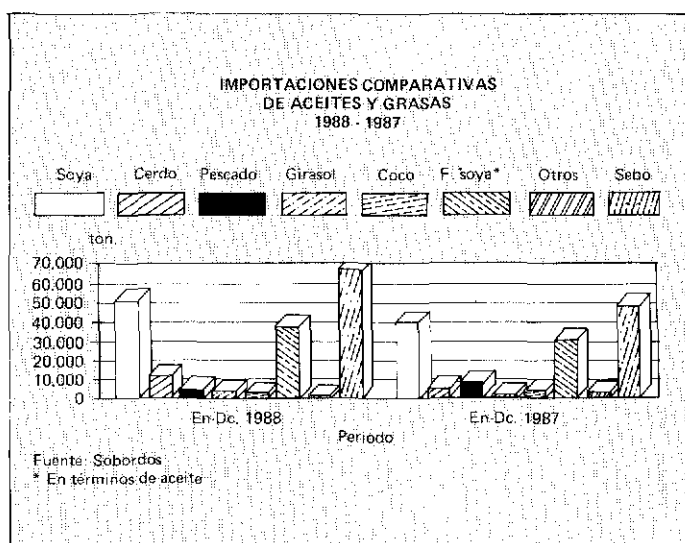 IMPORTACIONES COMPARATIVAS
DE ACEITES Y GRASAS
1988 - 1987
Soya Cerdo Pescado Girasol Coco F. soya* Otros Sebo
ton.
70.000
60.000
50.000
40.000
30.000
20.000
10.000
0
En-Dc. 1988 En-Dc. 1987
Periodo
Fuente: Sobordos
* En términos de aceite